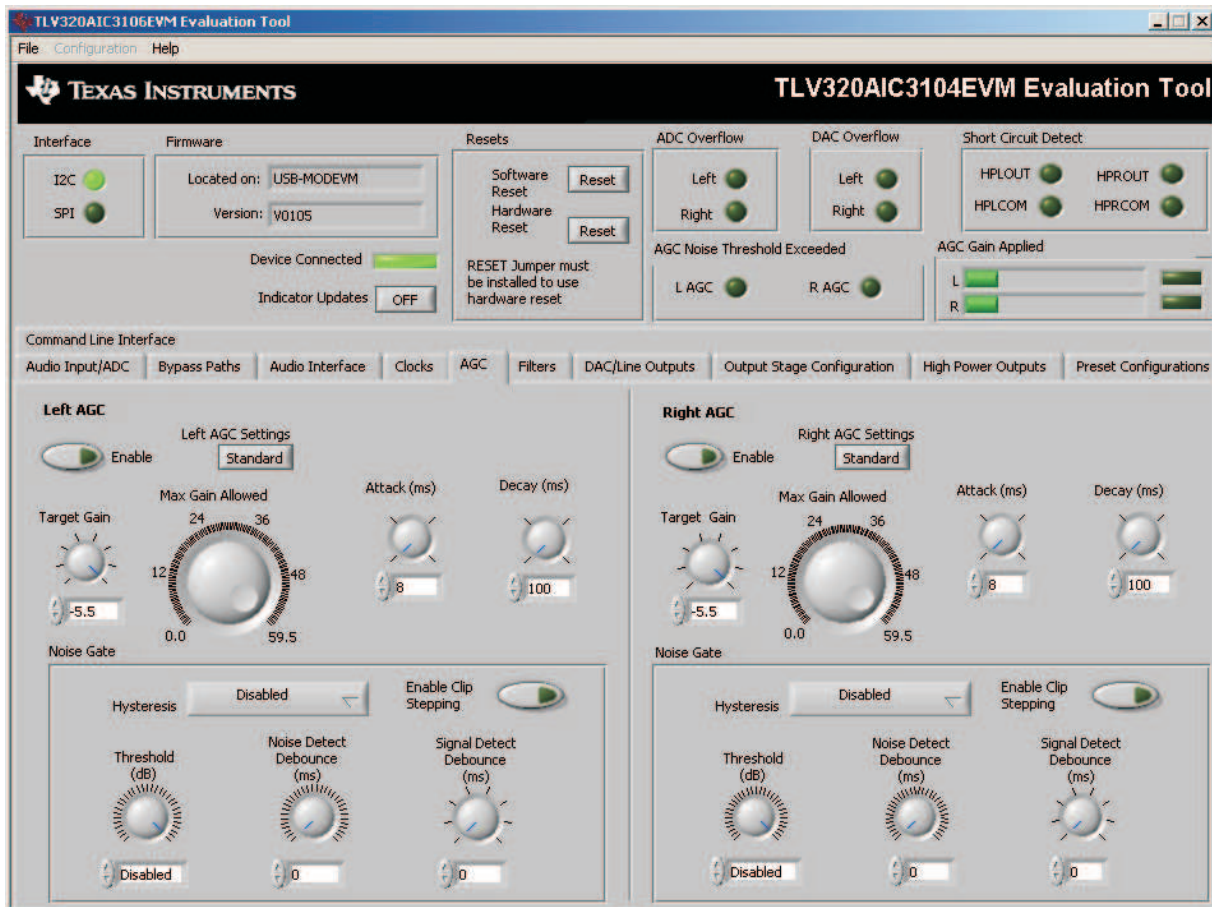 TLV320AIC3106EVM Evaluation Tool
File Configuration Help
TEXAS INSTRUMENTS
TLV320AIC3104EVM Evaluation Tool
Interface
I2C
SPI
Firmware
Located on: USB-MODEVM
Version: V0105
Device Connected
Indicator Updates OFF
Resets
Software Reset
Reset
Hardware Reset
Reset
RESET Jumper must
be installed to use
hardware reset
ADC Overflow
Left
Right
DAC Overflow
Left
Right
Short Circuit Detect
HPLOUT HPROUT
HPLCOM HPRCOM
AGC Noise Threshold Exceeded
L AGC R AGC
AGC Gain Applied
L
R
Command Line Interface
Audio Input/ADC Bypass Paths Audio Interface Clocks AGC Filters DAC/Line Outputs Output Stage Configuration High Power Outputs Preset Configurations
Left AGC
Enable
Left AGC Settings
Standard
Target Gain
-5.5
Max Gain Allowed
24 36
12 48
0.0 59.5
Attack (ms)
8
Decay (ms)
100
Noise Gate
Hysteresis Disabled
Enable Clip
Stepping
Threshold
(dB)
Disabled
Noise Detect
Debounce
(ms)
0
Signal Detect
Debounce
(ms)
0
Right AGC
Enable
Right AGC Settings
Standard
Target Gain
-5.5
Max Gain Allowed
24 36
12 48
0.0 59.5
Attack (ms)
8
Decay (ms)
100
Noise Gate
Hysteresis Disabled
Enable Clip
Stepping
Threshold
(dB)
Disabled
Noise Detect
Debounce
(ms)
0
Signal Detect
Debounce
(ms)
0